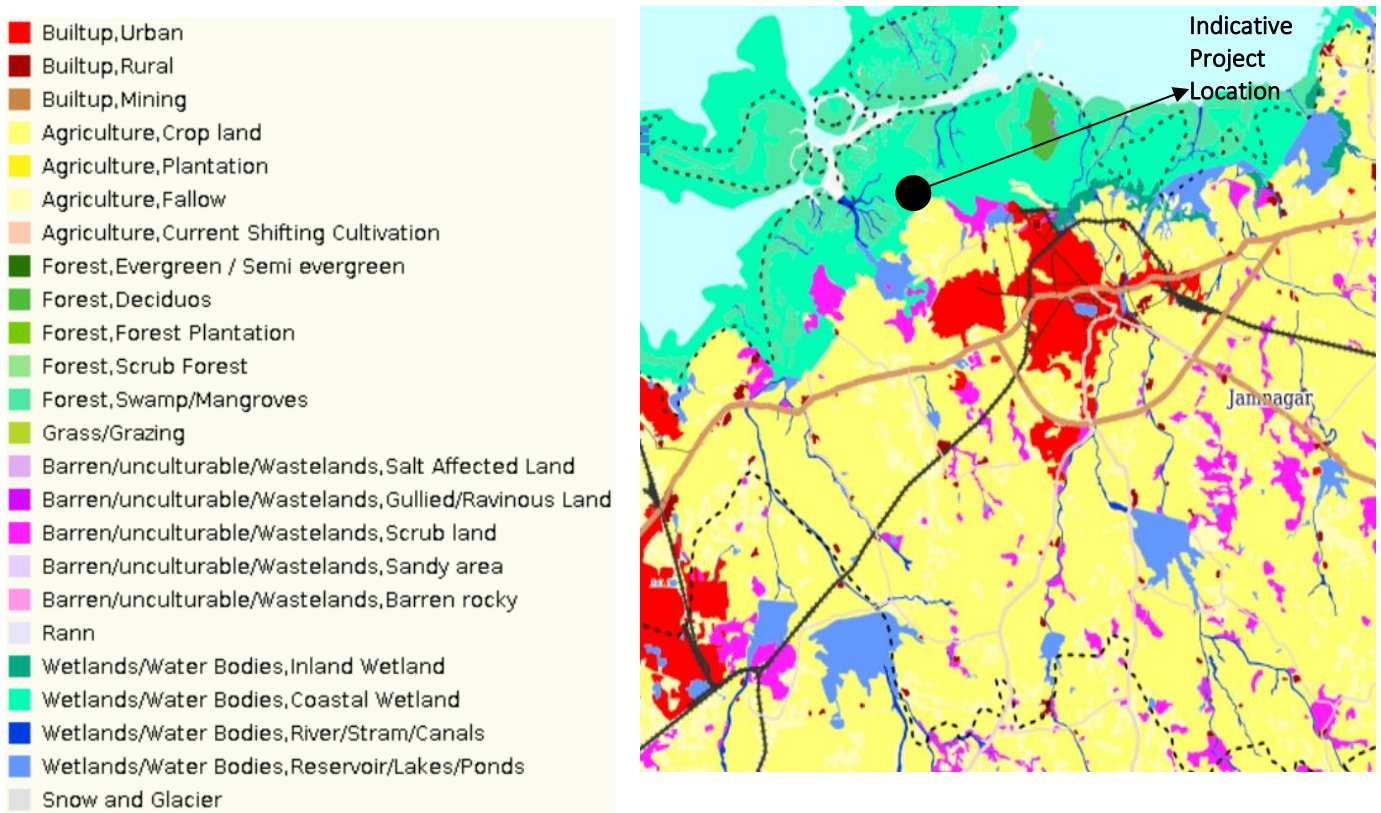 Builtup,Urban
Builtup,Rural
Builtup,Mining
Agriculture,Crop land
Agriculture,Plantation
Agriculture,Fallow
Agriculture,Current Shifting Cultivation
Forest,Evergreen / Semi evergreen
Forest,Deciduos
Forest,Forest Plantation
Forest,Scrub Forest
Forest,Swamp/Mangroves
Grass/Grazing
Barren/unculturable/Wastelands,Salt Affected Land
Barren/unculturable/Wastelands,Gullied/Ravinous Land
Barren/unculturable/Wastelands,Scrub land
Barren/unculturable/Wastelands,Sandy area
Barren/unculturable/Wastelands,Barren rocky
Rann
Wetlands/Water Bodies,Inland Wetland
Wetlands/Water Bodies,Coastal Wetland
Wetlands/Water Bodies,River/Stram/Canals
Wetlands/Water Bodies,Reservoir/Lakes/Ponds
Snow and Glacier
Indicative
Project
Location
Jamnagar